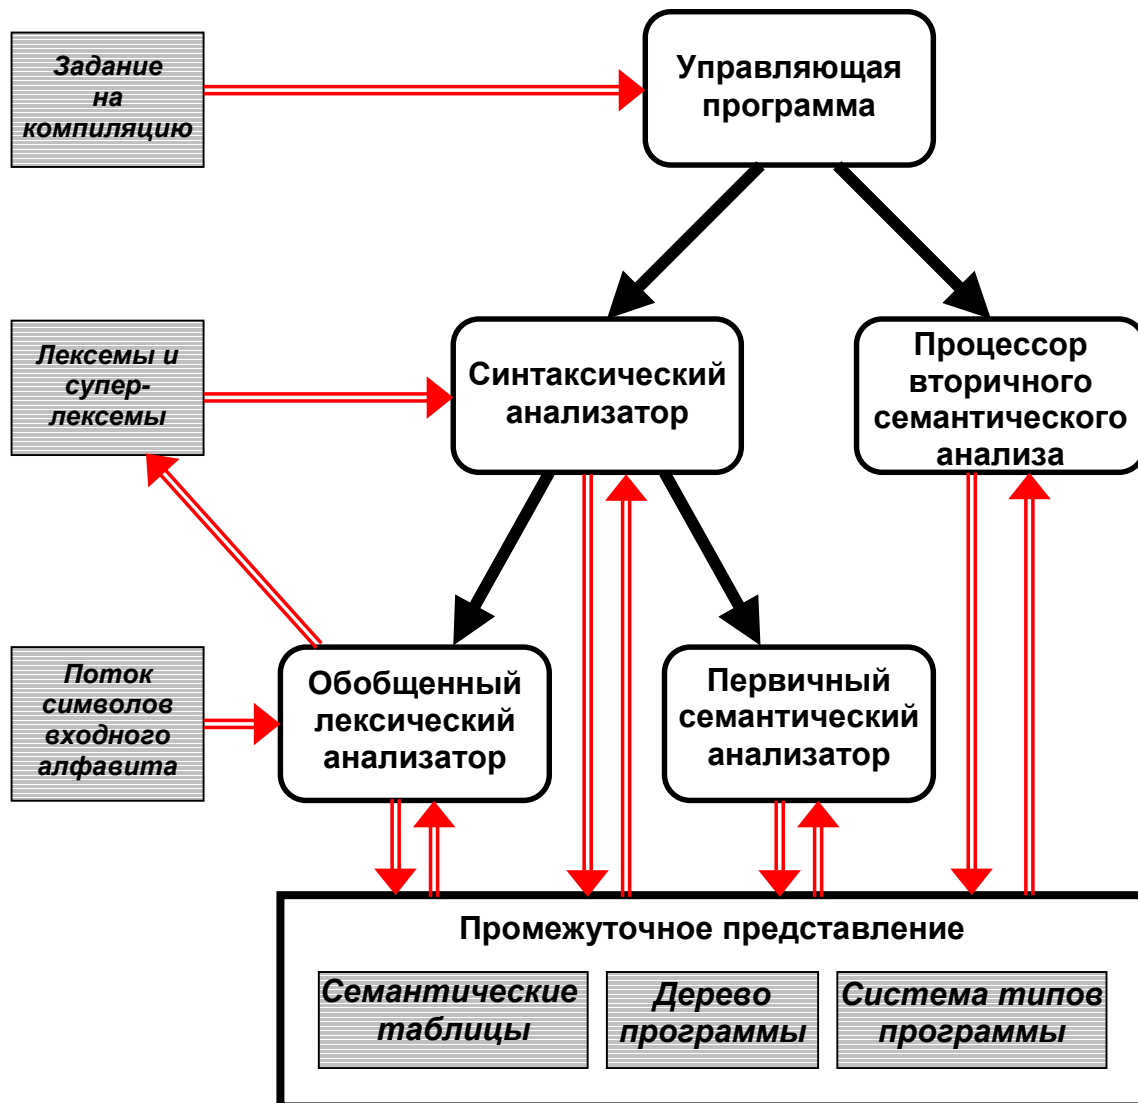 Задание
на
компиляцию
Управляющая
программа
Лексемы и
супер-
лексемы
Синтаксический
анализатор
Процессор
вторичного
семантического
анализа
Поток
символов
входного
алфавита
Обобщенный
лексический
анализатор
Первичный
семантический
анализатор
Промежуточное представление
Семантические
таблицы
Дерево
программы
Система типов
программы